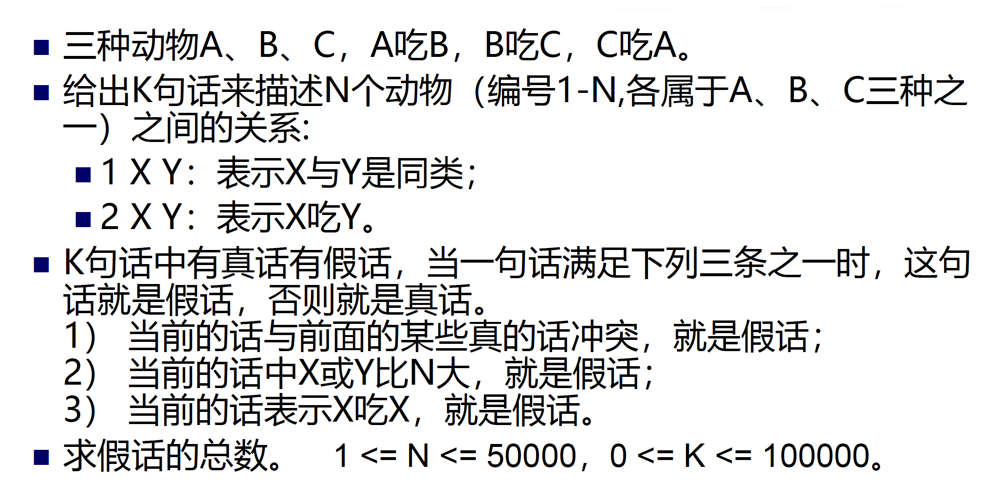 三种动物A、B、C，A吃B，B吃C，C吃A。
给出K句话来描述N个动物（编号1-N,各属于A、B、C三种之
一）之间的关系:
1 X Y：表示X与Y是同类；
2 X Y：表示X吃Y。
K句话中有真话有假话，当一句话满足下列三条之一时，这句
话就是假话，否则就是真话。
1） 当前的话与前面的某些真的话冲突，就是假话；
2） 当前的话中X或Y比N大，就是假话；
3） 当前的话表示X吃X，就是假话。
求假话的总数。 1 <= N <= 50000，0 <= K <= 100000。